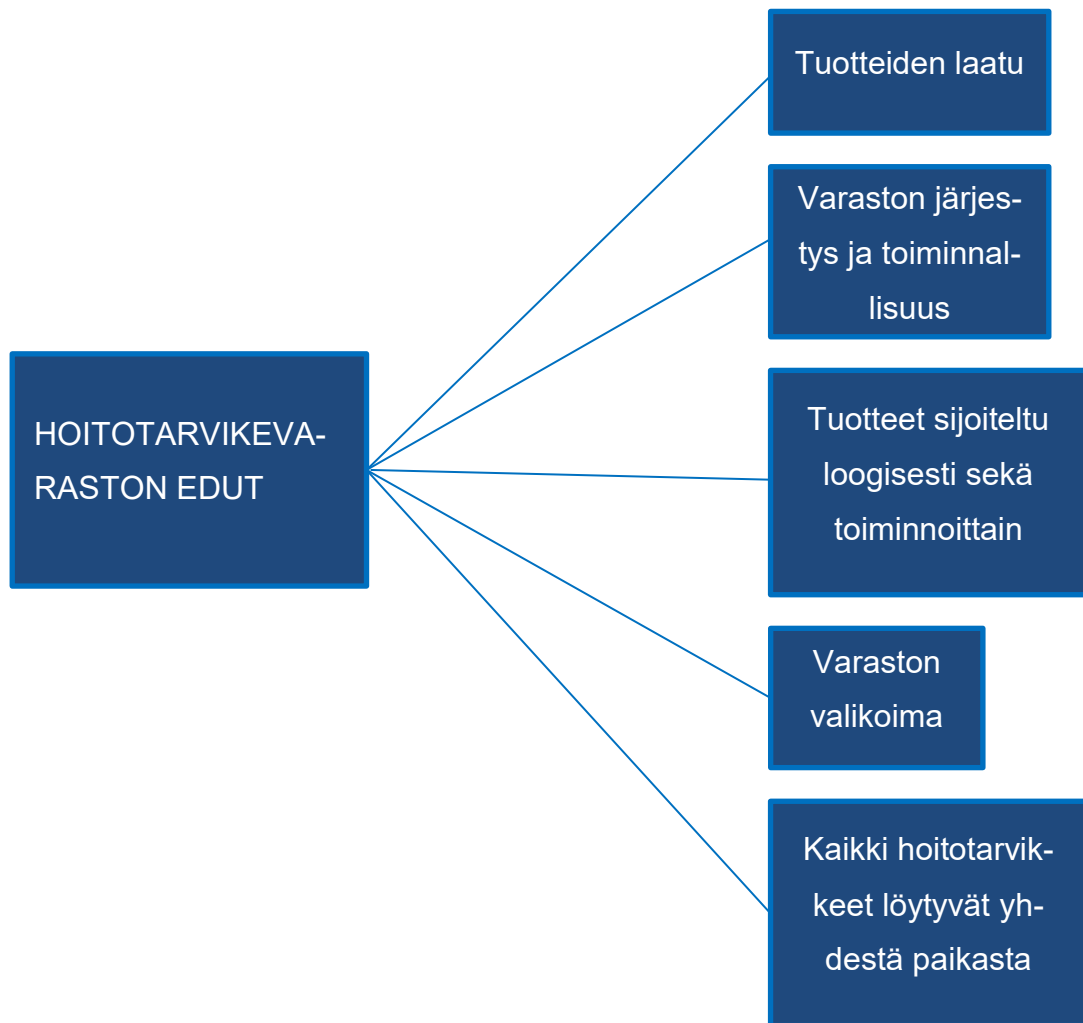 Tuotteiden laatu
Varaston järjes-
tys ja toiminnal-
lisuus
HOITOTARVIKEVA-
RASTON EDUT
Tuotteet sijoiteltu
loogisesti sekä
toiminnoittain
Varaston
valikoima
Kaikki hoitotarvik-
keet löytyvät yh-
destä paikasta